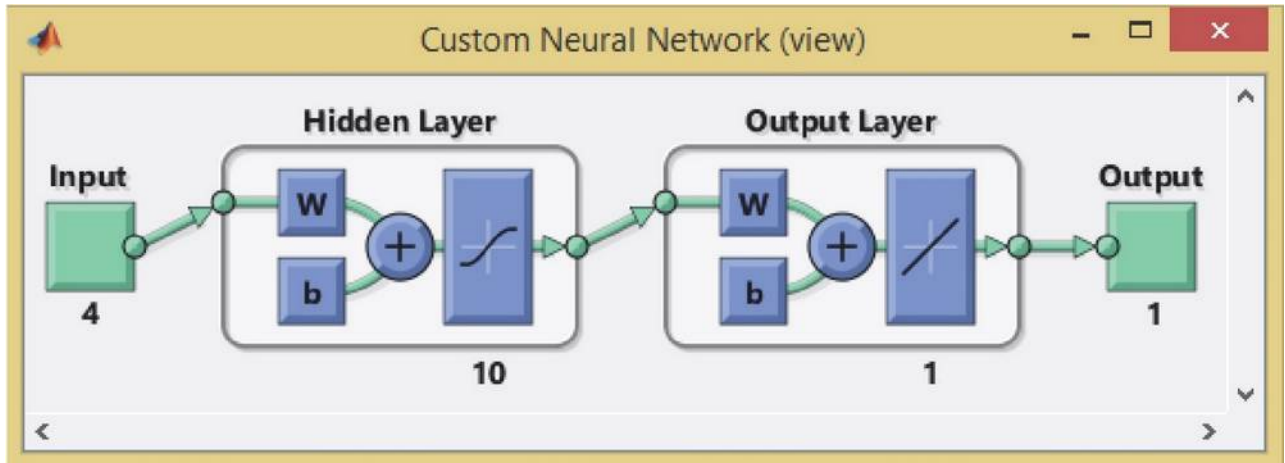 Custom Neural Network (view)
Hidden Layer
Output Layer
Input
Output
W
b
W
b
4
10
1
1